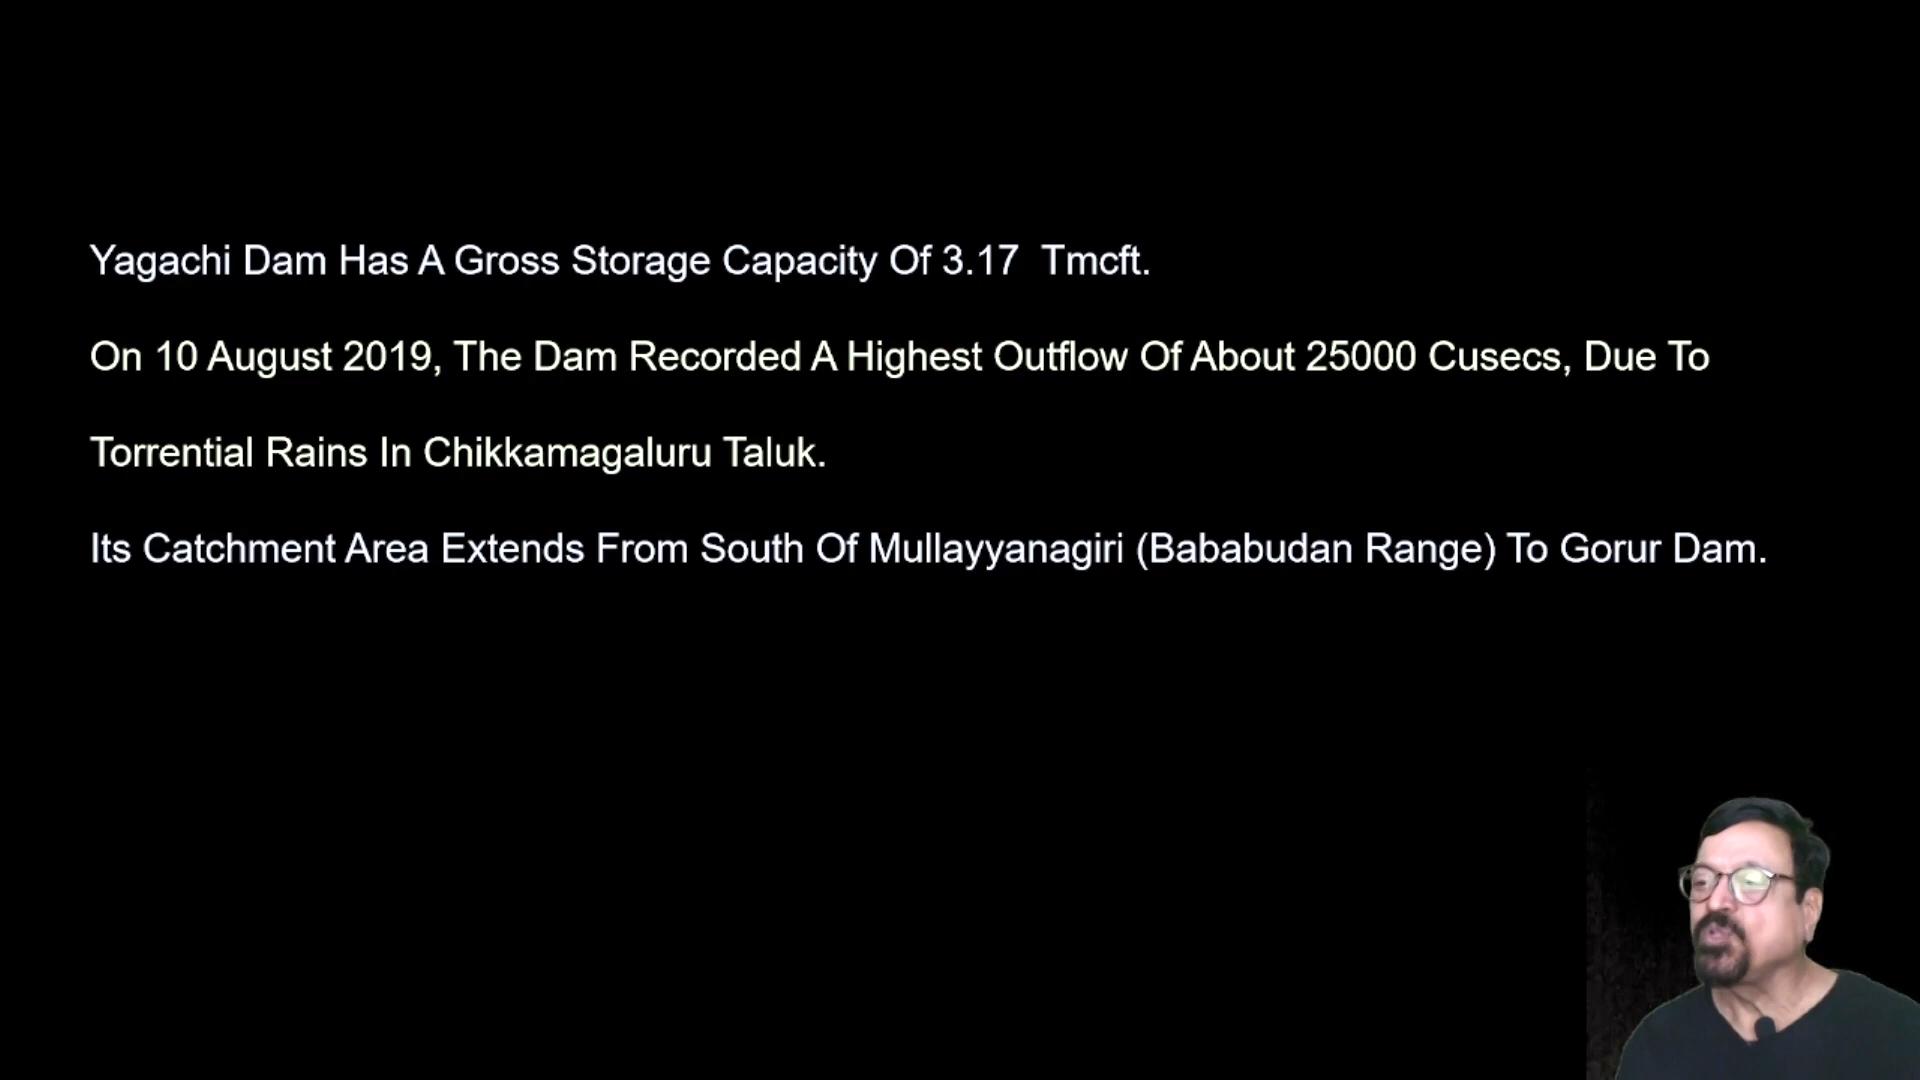 Yagachi Dam Has A Gross Storage Capacity Of 3.17  Tmcft.
On 10 August 2019, The Dam Recorded A Highest Outflow Of About 25000 Cusecs, Due To
Torrential Rains In Chikkamagaluru Taluk.
Its Catchment Area Extends From South Of Mullayyanagiri (Bababudan Range) To Gorur Dam.